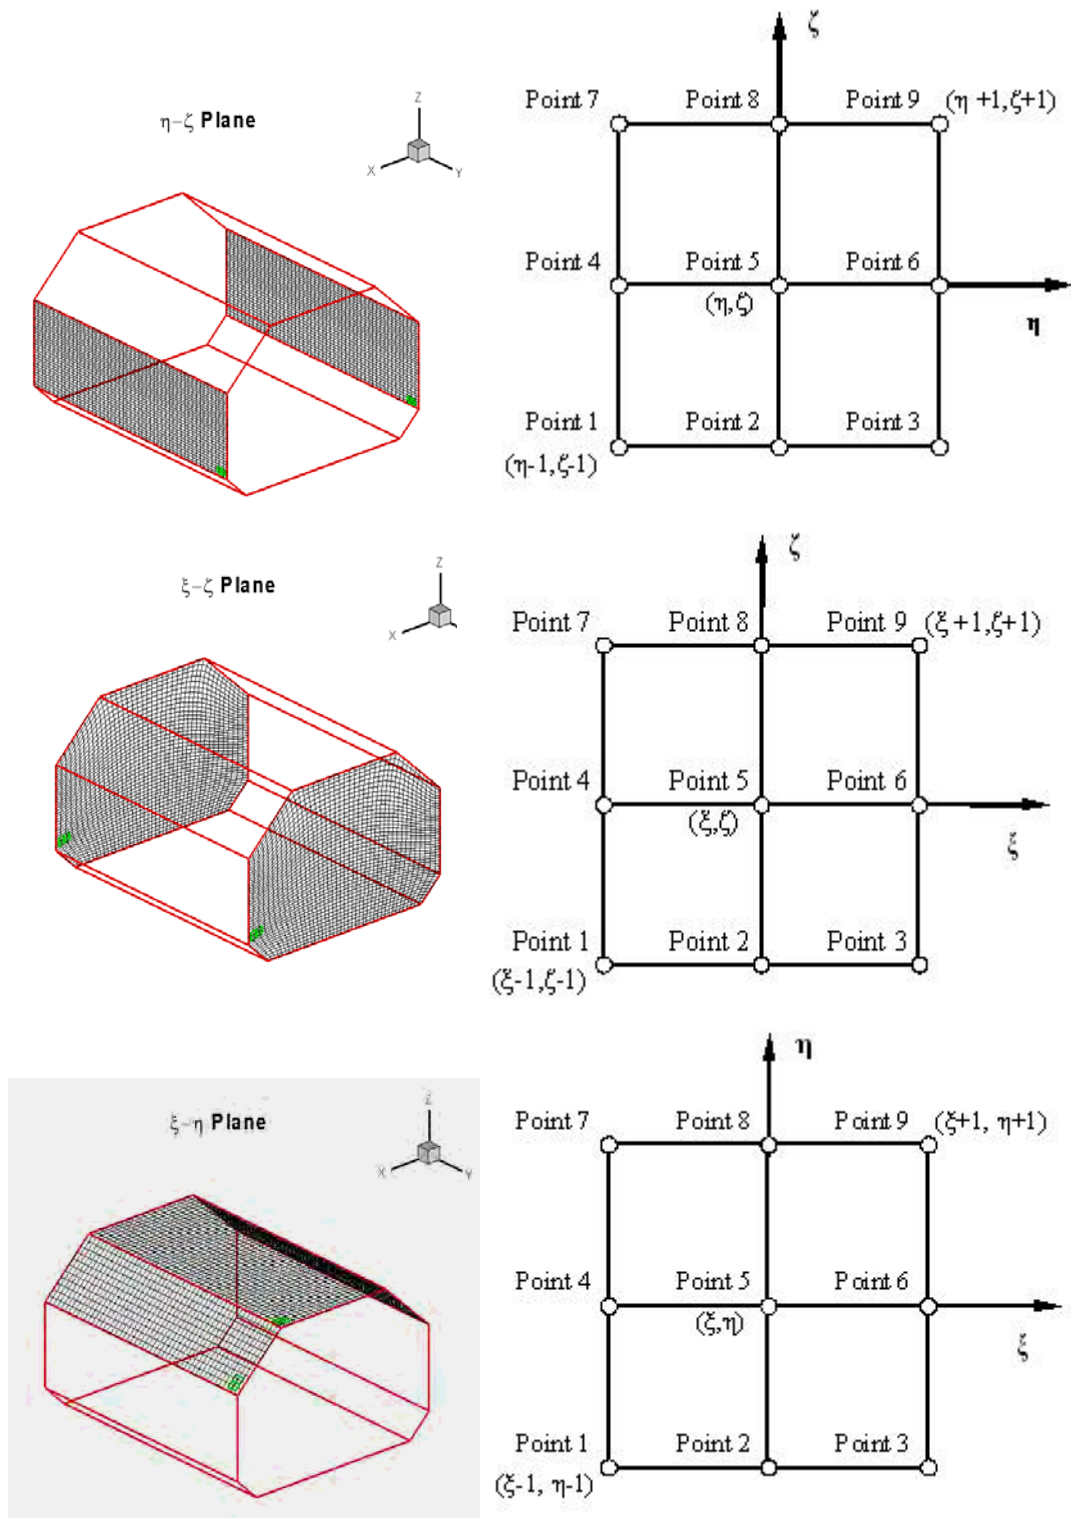 η–ζ Plane
Z
X
Y
ζ
Point 7 Point 8 Point 9 (η +1,ζ+1)
Point 4 Point 5 Point 6
(η,ζ)
η
Point 1 Point 2 Point 3
(η-1,ζ-1)
ξ–ζ Plane
Z
X
ζ
Point 7 Point 8 Point 9 (ξ +1,ζ+1)
Point 4 Point 5 Point 6
(ξ,ζ)
ξ
Point 1 Point 2 Point 3
(ξ-1,ζ-1)
ξ–η Plane
Z
X
Y
η
Point 7 Point 8 Point 9 (ξ+1, η+1)
Point 4 Point 5 Point 6
(ξ,η)
ξ
Point 1 Point 2 Point 3
(ξ-1, η-1)